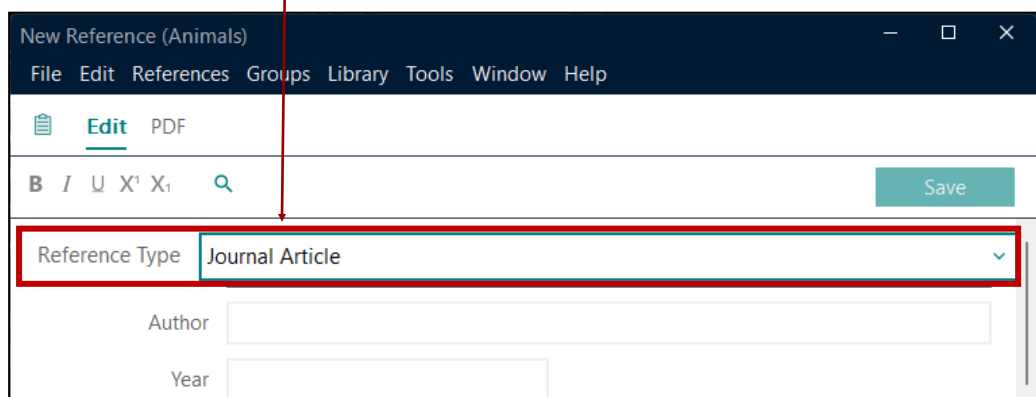 New Reference (Animals)
File Edit References Groups Library Tools Window Help
Edit PDF
B I U X¹ X₁
Save
Reference Type Journal Article
Author
Year